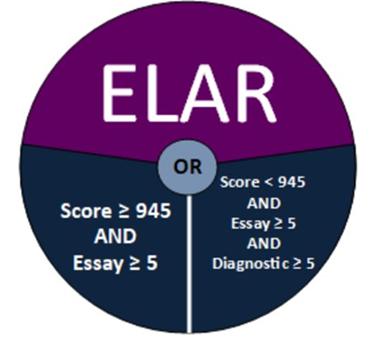 ELAR
OR
Score ≥ 945
AND
Essay ≥ 5
Score < 945
AND
Essay ≥ 5
AND
Diagnostic ≥ 5